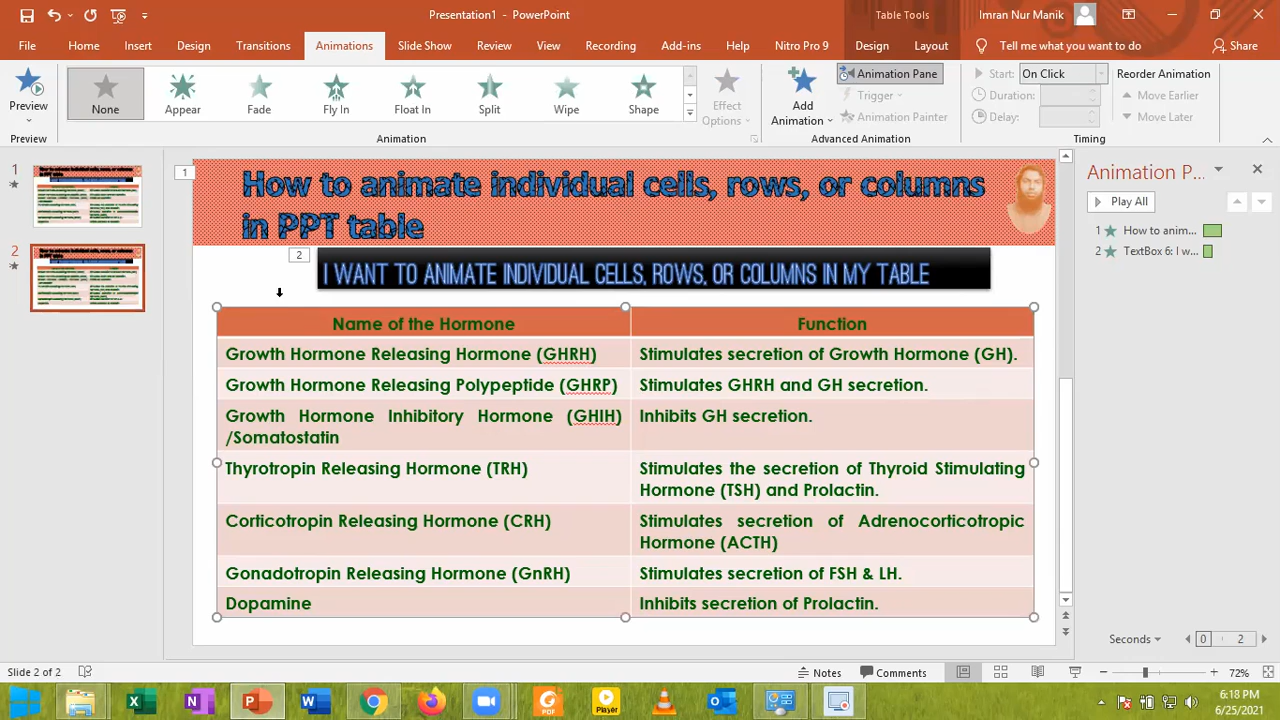 Presentation1 - PowerPoint
Table Tools
Imran Nur Manik
File
Home
Insert
Design
Transitions
Animations
Slide Show
Review
View
Recording
Add-ins
Help
Nitro Pro 9
Design
Layout
Tell me what you want to do
Share
Preview
None
Appear
Fade
Fly In
Float In
Split
Wipe
Shape
Effect
Options
Add
Animation
Animation Pane
Trigger
Animation Painter
Start:
On Click
Duration:
Delay:
Reorder Animation
Move Earlier
Move Later
Preview
Animation
Advanced Animation
Timing
1
2
1
How to animate individual cells, rows, or columns
in PPT table
2
I WANT TO ANIMATE IDIVIDUAL CELLS, ROWS, OR CLUMNS IN MY TABLE
Name of the Hormone
Function
Growth Hormone Releasing Hormone (GHRH)
Stimulates secretion of Growth Hormone (GH).
Growth Hormone Releasing Polypeptide (GHRP)
Stimulates GHRH and GH secretion.
Growth Hormone Inhibitory Hormone (GHIH)
/Somatostatin
Inhibits GH secretion.
Thyrotropin Releasing Hormone (TRH)
Stimulates the secretion of Thyroid Stimulating
Hormone (TSH) and Prolactin.
Corticotropin Releasing Hormone (CRH)
Stimulates secretion of Adrenocorticotropic
Hormone (ACTH)
Gonadotropin Releasing Hormone (GnRH)
Stimulates secretion of FSH & LH.
Dopamine
Inhibits secretion of Prolactin.
Animation P...
Play All
1 How to anim...
2 TextBox 6: I w...
Seconds
0
2
Slide 2 of 2
Notes
Comments
72%
Player
6:18 PM
6/25/2021